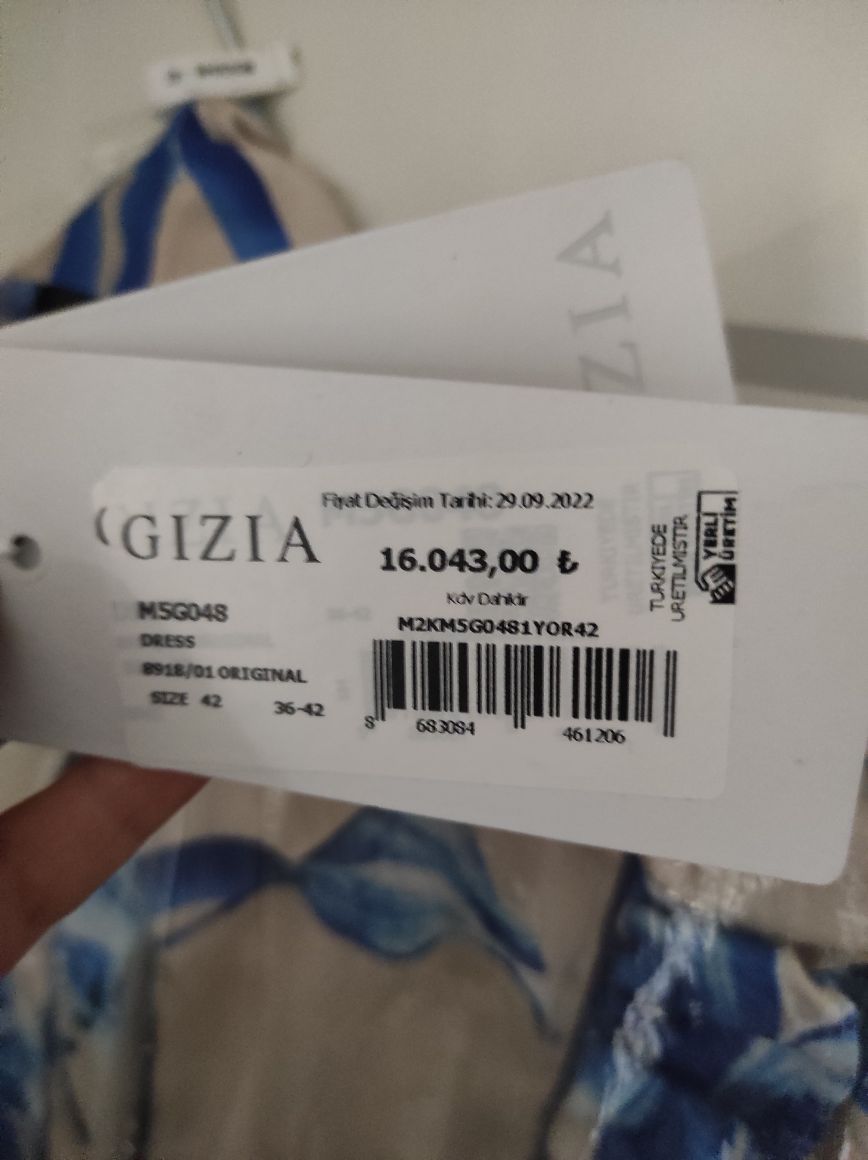 ZIA
GIZIA
Fiyat Değişim Tarihi: 29.09.2022
16.043,00 ₺
Kdv Dahildir
M2KM5G0481YOR42
M5G048
DRESS
8918/01 ORIGINAL
SIZE 42 36-42
8 683084 461206
TÜRKİYEDE
ÜRETİLMİŞTİR
YERLİ
ÜRETİM